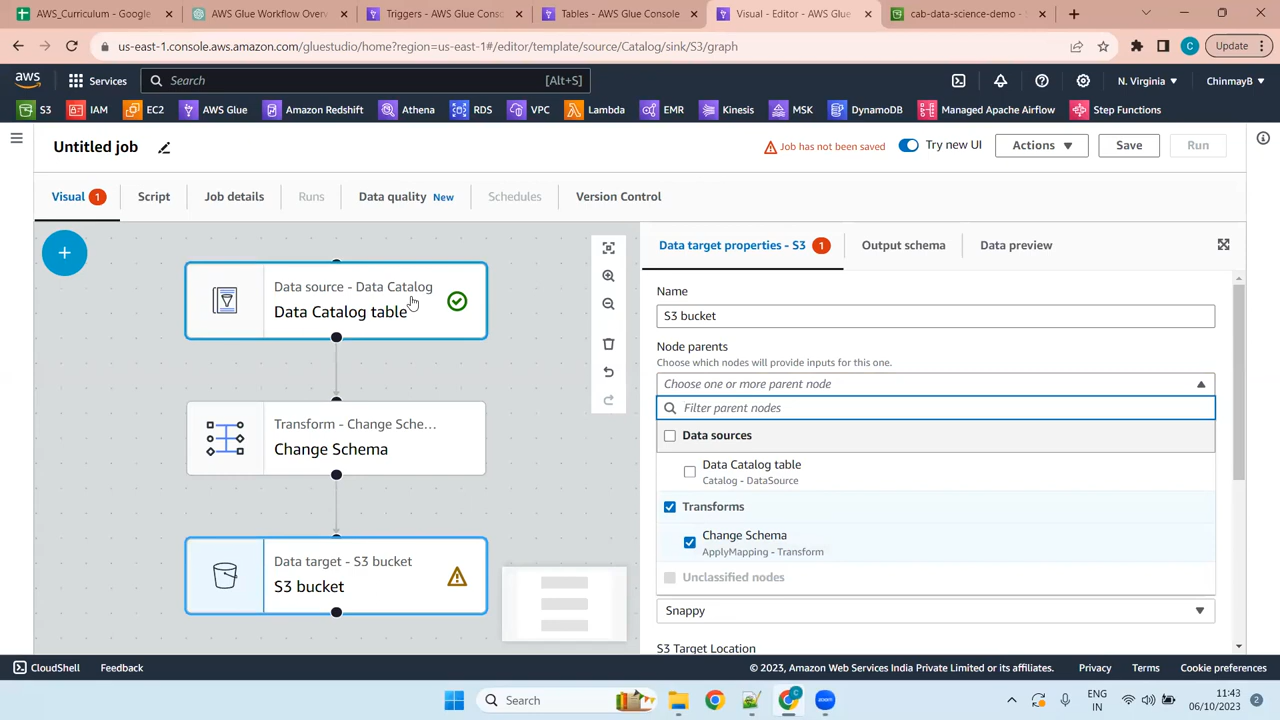 AWS_Curriculum - Google
AWS Glue Workflow Overv
Triggers - AWS Glue Conso
Tables - AWS Glue Console
Visual - Editor - AWS Glue
cab-data-science-demo -
us-east-1.console.aws.amazon.com/gluestudio/home?region=us-east-1#/editor/template/source/Catalog/sink/S3/graph
C
Update
aws
Services
Search
[Alt+S]
N. Virginia
ChinmayB
S3
IAM
EC2
AWS Glue
Amazon Redshift
Athena
RDS
VPC
Lambda
EMR
Kinesis
MSK
DynamoDB
Managed Apache Airflow
Step Functions
Untitled job
Job has not been saved
Try new UI
Actions
Save
Run
Visual 1
Script
Job details
Runs
Data quality New
Schedules
Version Control
Data source - Data Catalog
Data Catalog table
Transform - Change Sche...
Change Schema
Data target - S3 bucket
S3 bucket
Data target properties - S3 1
Output schema
Data preview
Name
S3 bucket
Node parents
Choose which nodes will provide inputs for this one.
Choose one or more parent node
Filter parent nodes
Data sources
Data Catalog table
Catalog - DataSource
Transforms
Change Schema
ApplyMapping - Transform
Unclassified nodes
Snappy
S3 Target Location
CloudShell
Feedback
© 2023, Amazon Web Services India Private Limited or its affiliates.
Privacy
Terms
Cookie preferences
Search
C
zoom
ENG
IN
11:43
06/10/2023
2